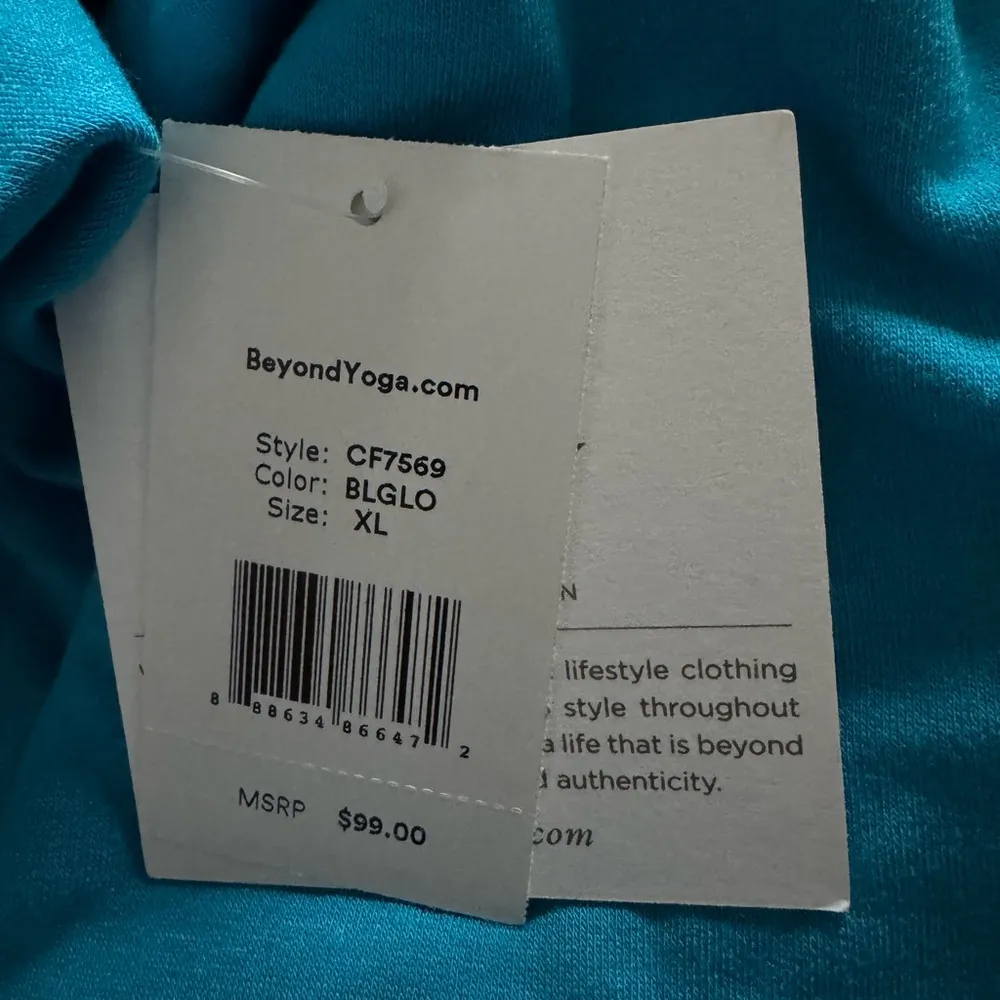 BeyondYoga.com
Style: CF7569
Color: BLGLO
Size: XL
8 88634 86647 2
MSRP $99.00
N
lifestyle clothing
style throughout
a life that is beyond
authenticity.
com